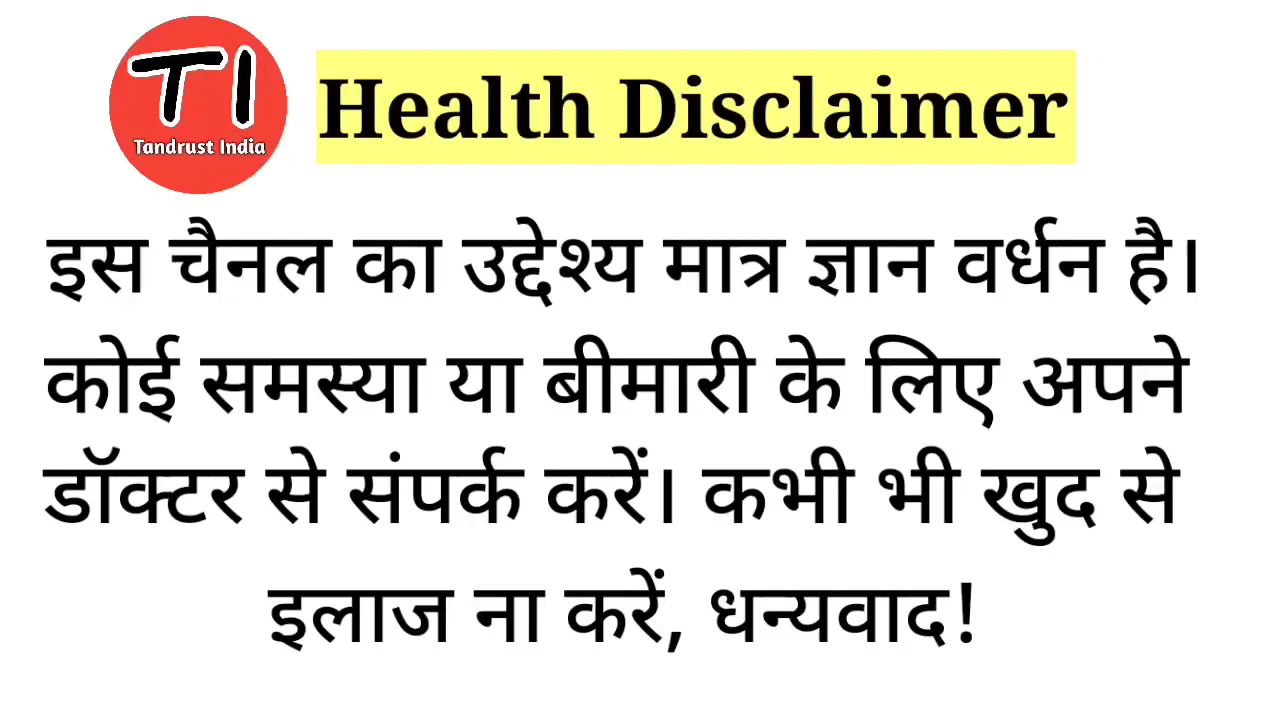 TI
Tandrust India
Health Disclaimer
इस चैनल का उद्देश्य मात्र ज्ञान वर्धन है।
कोई समस्या या बीमारी के लिए अपने
डॉक्टर से संपर्क करें। कभी भी खुद से
इलाज ना करें, धन्यवाद!